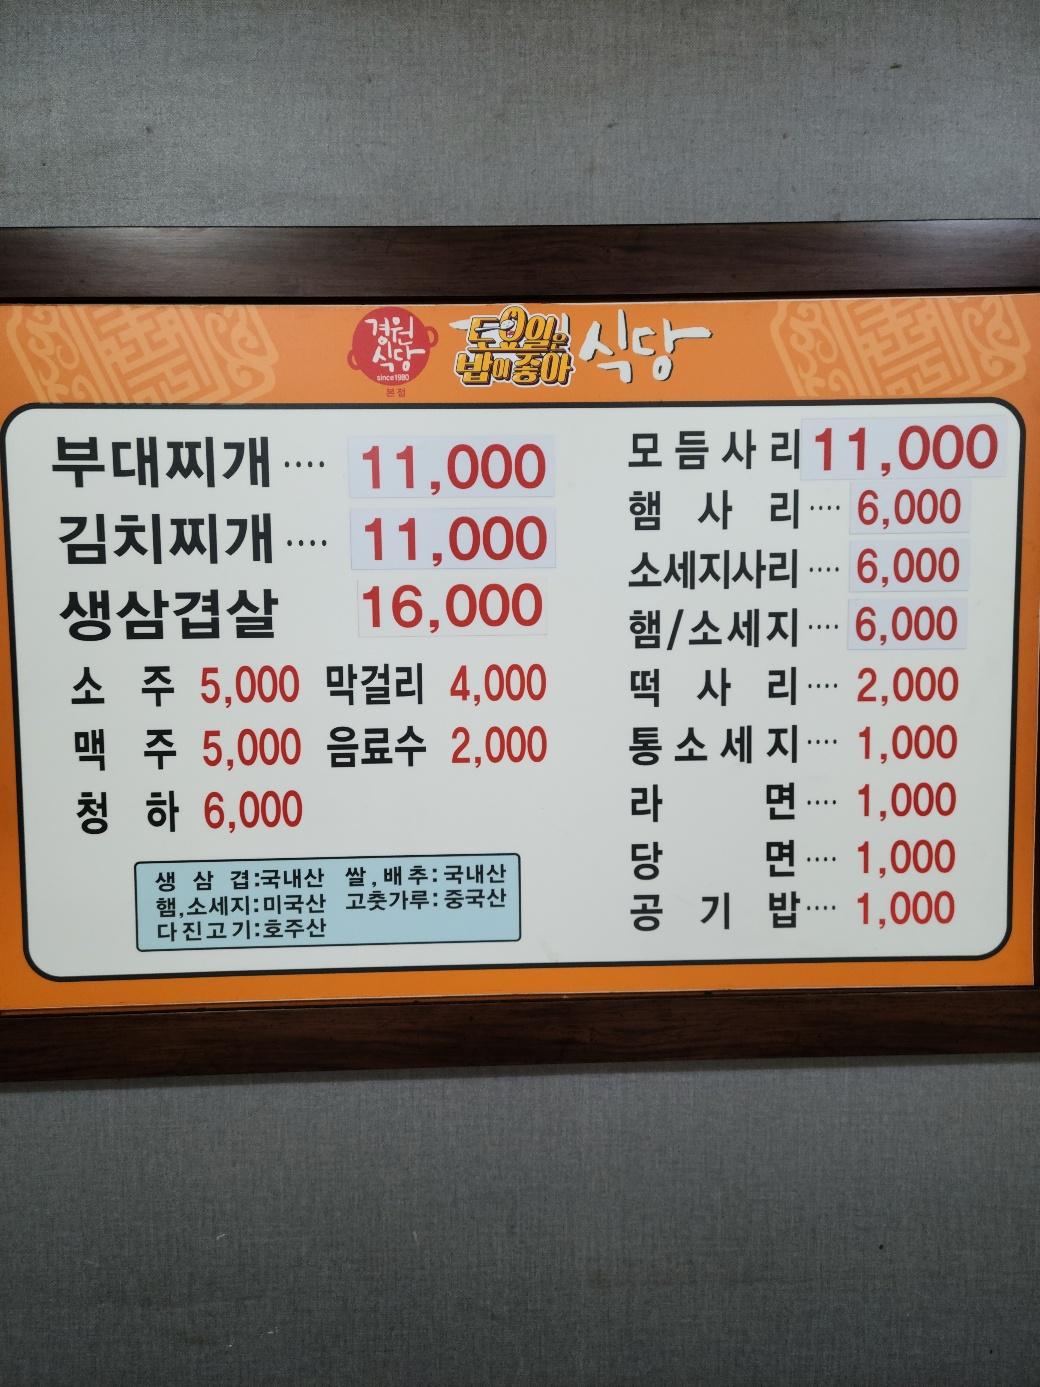 경원
식당
since1980
본점
토요일은
밥이 좋아
식당
부대찌개 ···· 11,000
김치찌개 ···· 11,000
생삼겹살 16,000
소 주 5,000 막걸리 4,000
맥 주 5,000 음료수 2,000
청 하 6,000
생 삼 겹:국내산 쌀,배추:국내산
햄,소세지:미국산 고춧가루:중국산
다진고기:호주산
모듬사리 11,000
햄 사 리 ···· 6,000
소세지사리 ···· 6,000
햄/소세지 ···· 6,000
떡 사 리 ···· 2,000
통소세지 ···· 1,000
라 면 ···· 1,000
당 면 ···· 1,000
공 기 밥 ···· 1,000